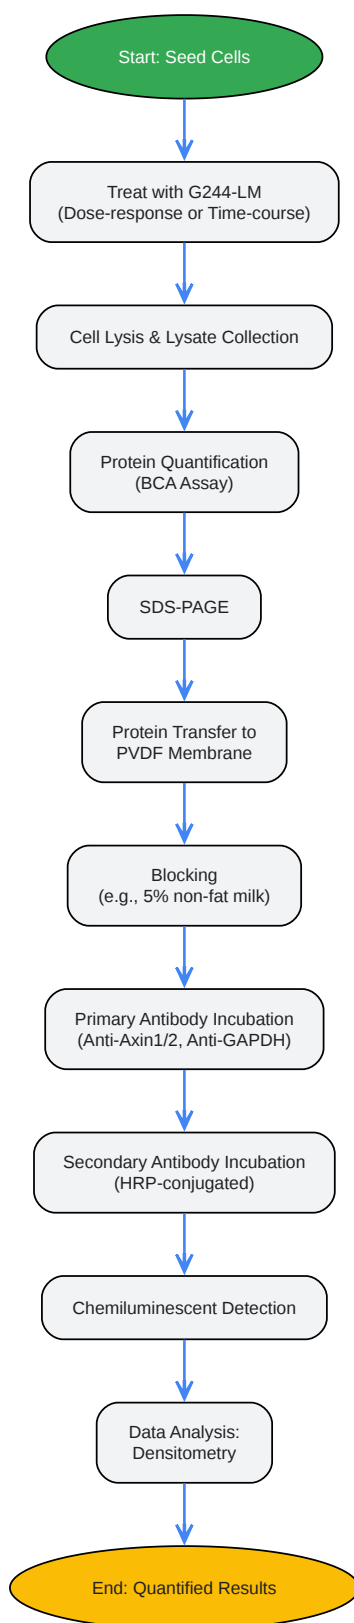 Start: Seed Cells
Treat with G244-LM
(Dose-response or Time-course)
Cell Lysis & Lysate Collection
Protein Quantification
(BCA Assay)
SDS-PAGE
Protein Transfer to
PVDF Membrane
Blocking
(e.g., 5% non-fat milk)
Primary Antibody Incubation
(Anti-Axin1/2, Anti-GAPDH)
Secondary Antibody Incubation
(HRP-conjugated)
Chemiluminescent Detection
Data Analysis:
Densitometry
End: Quantified Results